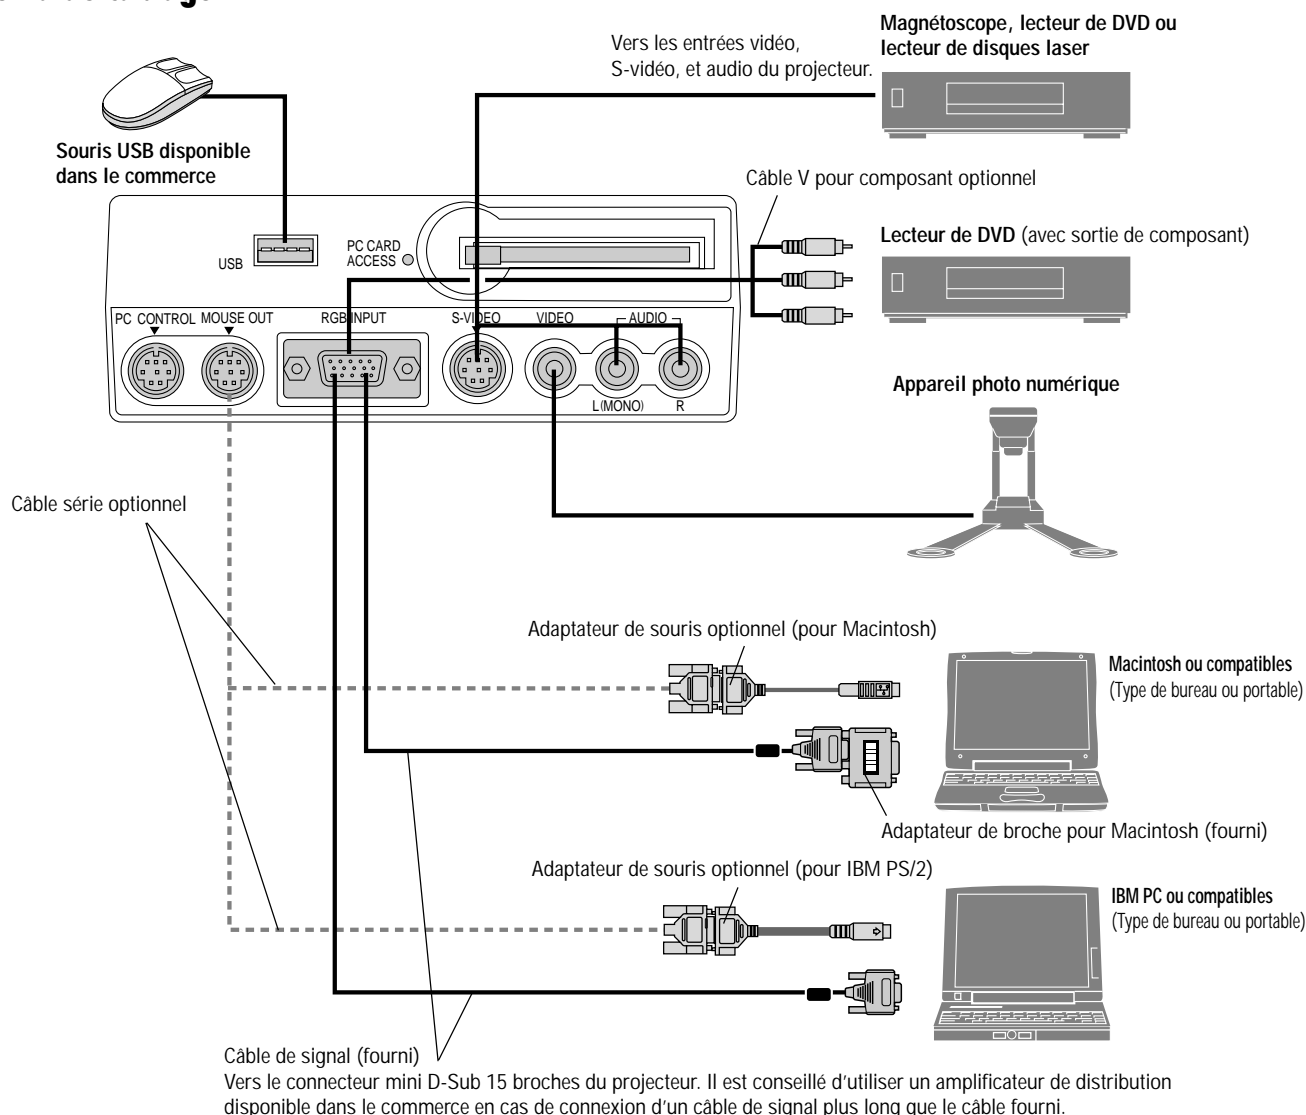 Magnétoscope, lecteur de DVD ou
lecteur de disques laser
Vers les entrées vidéo,
S-vidéo, et audio du projecteur.
Souris USB disponible
dans le commerce
Câble V pour composant optionnel
Lecteur de DVD (avec sortie de composant)
USB
PC CARD
ACCESS
PC CONTROL
MOUSE OUT
RGB INPUT
S-VIDEO
VIDEO
AUDIO
L(MONO)
R
Appareil photo numérique
Câble série optionnel
Adaptateur de souris optionnel (pour Macintosh)
Macintosh ou compatibles
(Type de bureau ou portable)
Adaptateur de broche pour Macintosh (fourni)
Adaptateur de souris optionnel (pour IBM PS/2)
IBM PC ou compatibles
(Type de bureau ou portable)
Câble de signal (fourni)
Vers le connecteur mini D-Sub 15 broches du projecteur. Il est conseillé d'utiliser un amplificateur de distribution
disponible dans le commerce en cas de connexion d'un câble de signal plus long que le câble fourni.